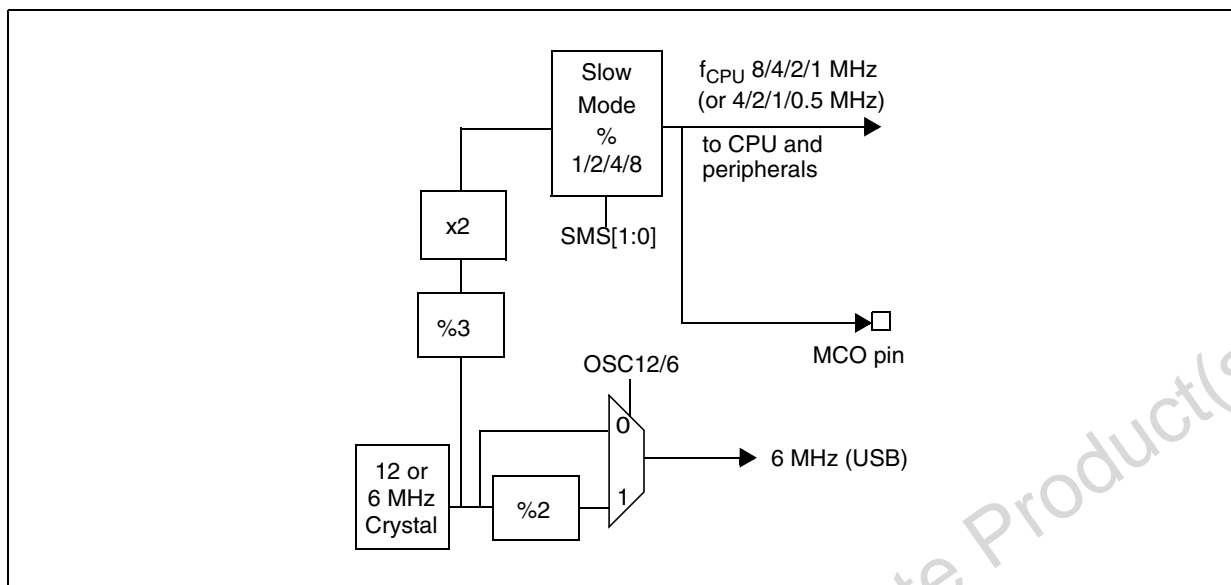 Slow
Mode
%
1/2/4/8
fCPU 8/4/2/1 MHz
(or 4/2/1/0.5 MHz)
to CPU and
peripherals
x2
SMS[1:0]
%3
MCO pin
OSC12/6
0
12 or
6 MHz
Crystal
%2
1
6 MHz (USB)
Product(s